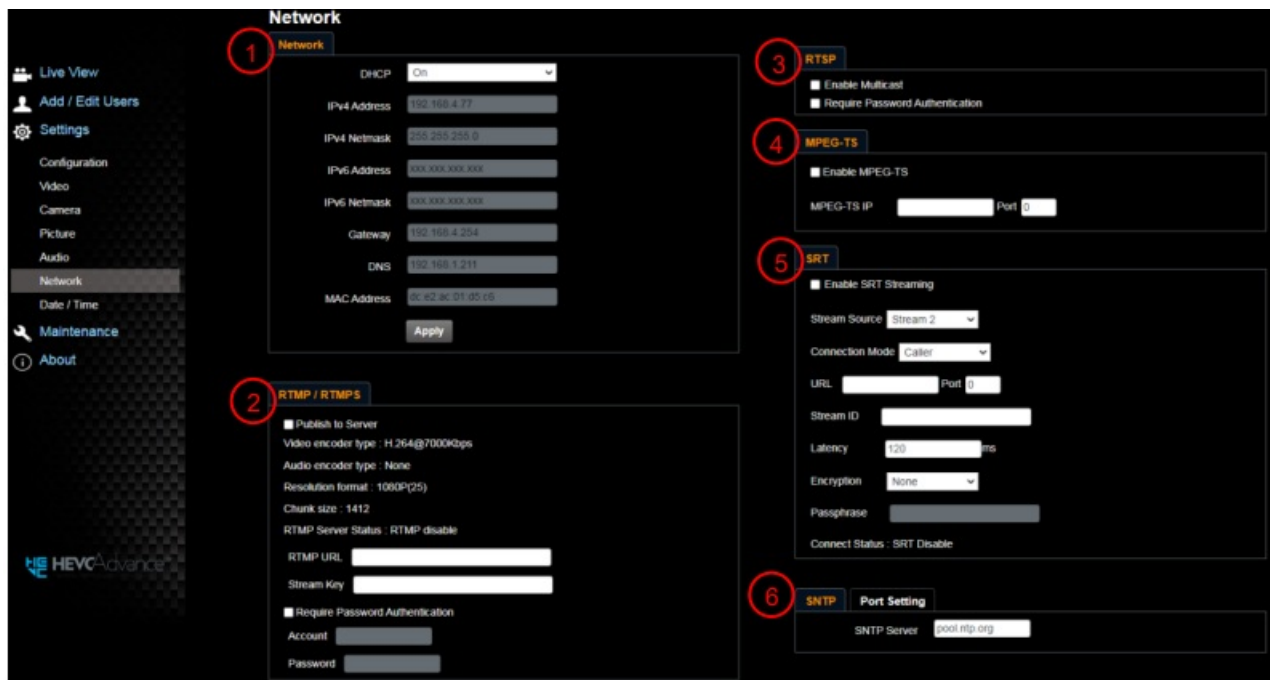 Network
Live View
Add / Edit Users
Settings
Configuration
Video
Camera
Picture
Audio
Network
Date / Time
Maintenance
About
HEVC Advance
1
Network
DHCP On
IPv4 Address 192.168.4.77
IPv4 Netmask 255.255.255.0
IPv6 Address xxx.xxx.xxx.xxx
IPv6 Netmask xxx.xxx.xxx.xxx
Gateway 192.168.4.254
DNS 192.168.1.211
MAC Address dc:e2:ac:01:d5:c6
Apply
2
RTMP / RTMPS
Publish to Server
Video encoder type : H.264@7000Kbps
Audio encoder type : None
Resolution format : 1080P(25)
Chunk size : 1412
RTMP Server Status : RTMP disable
RTMP URL
Stream Key
Require Password Authentication
Account
Password
3
RTSP
Enable Multicast
Require Password Authentication
4
MPEG-TS
Enable MPEG-TS
MPEG-TS IP Port 0
5
SRT
Enable SRT Streaming
Stream Source Stream 2
Connection Mode Caller
URL Port 0
Stream ID
Latency 120 ms
Encryption None
Passphrase
Connect Status : SRT Disable
6
SNTP Port Setting
SNTP Server pool.ntp.org